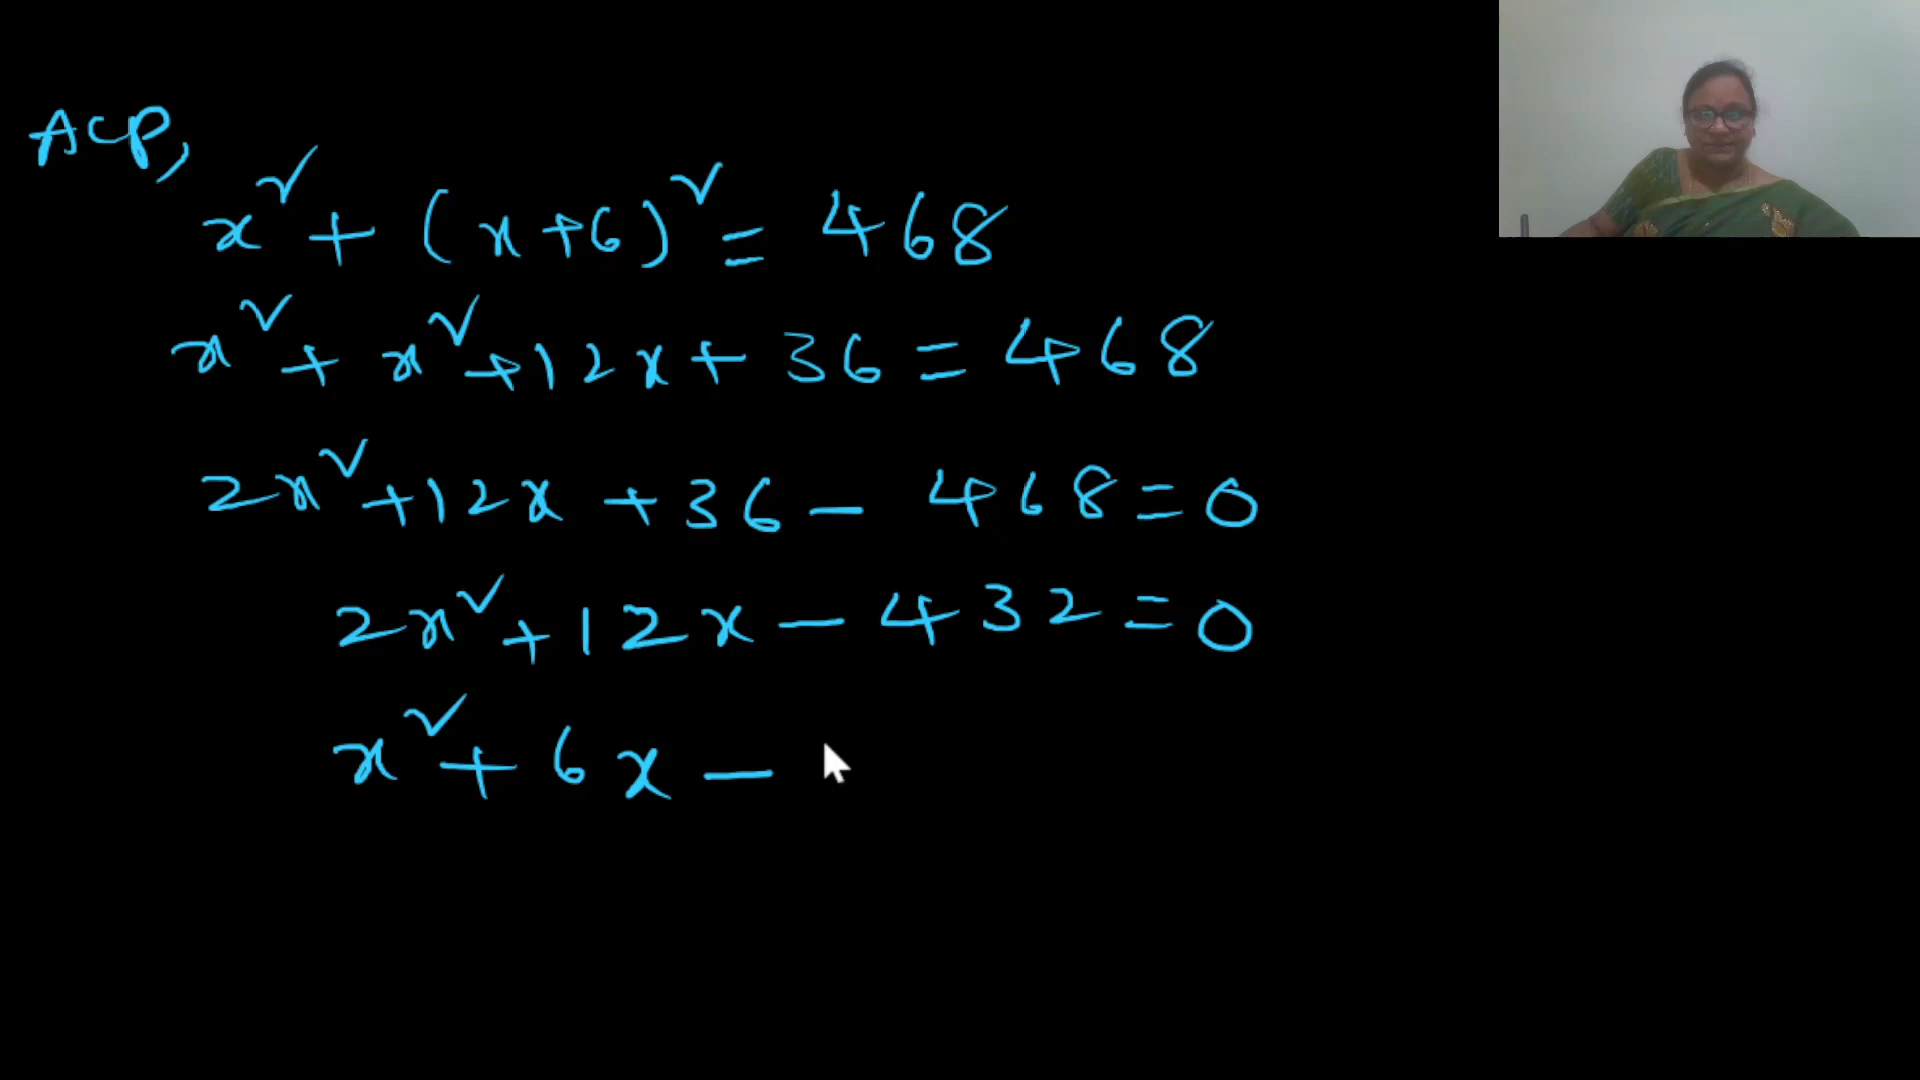 ACP,
x² + (x+6)² = 468
x² + x² + 12x + 36 = 468
2x² + 12x + 36 - 468 = 0
2x² + 12x - 432 = 0
x² + 6x -